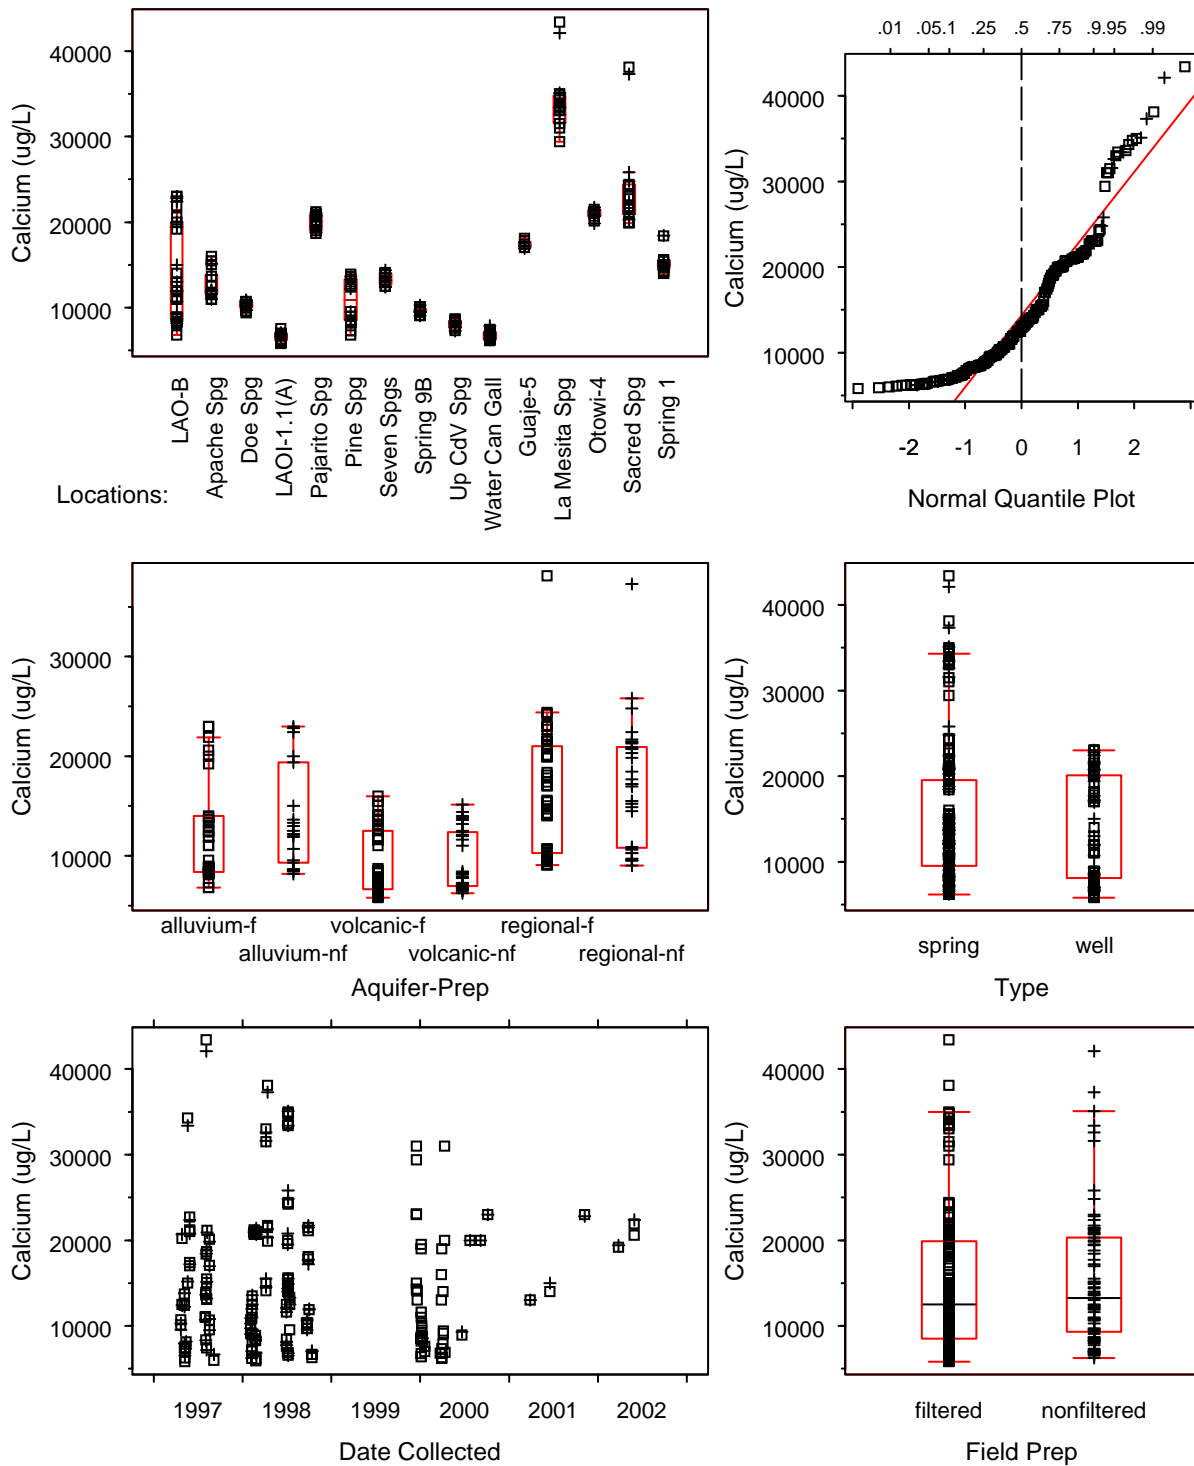 40000
30000
20000
10000
Calcium (ug/L)
LAO-B
Apache Spg
Doe Spg
LAOI-1.1(A)
Pajarito Spg
Pine Spg
Seven Spgs
Spring 9B
Up CdV Spg
Water Can Gall
Guaje-5
La Mesita Spg
Otowi-4
Sacred Spg
Spring 1
Locations:
.01 .05 .1 .25 .5 .75 .9 .95 .99
40000
30000
20000
10000
Calcium (ug/L)
-2 -1 0 1 2
Normal Quantile Plot
30000
20000
10000
Calcium (ug/L)
alluvium-f volcanic-f regional-f
alluvium-nf volcanic-nf regional-nf
Aquifer-Prep
40000
30000
20000
10000
Calcium (ug/L)
spring well
Type
40000
30000
20000
10000
Calcium (ug/L)
1997 1998 1999 2000 2001 2002
Date Collected
40000
30000
20000
10000
Calcium (ug/L)
filtered nonfiltered
Field Prep